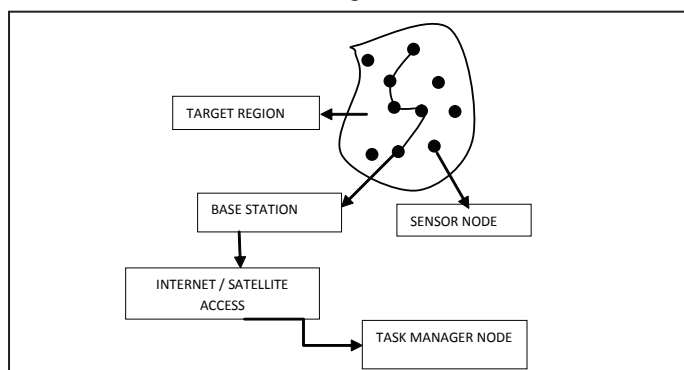 TARGET REGION
BASE STATION
SENSOR NODE
INTERNET / SATELLITE
ACCESS
TASK MANAGER NODE